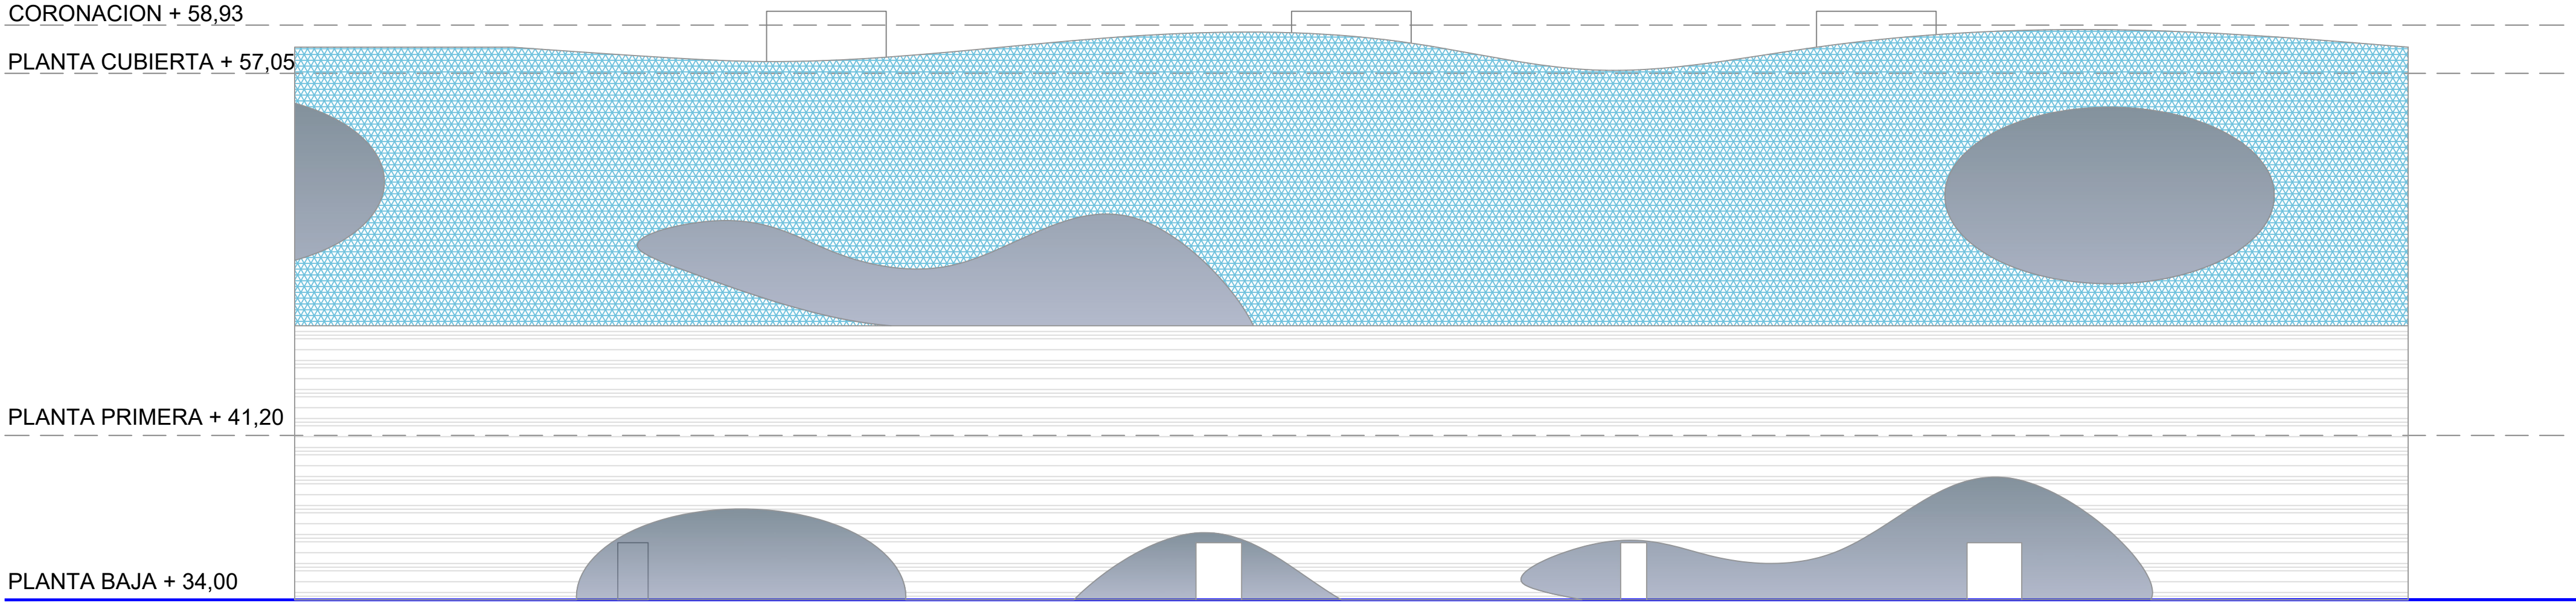 CORONACION + 58,93
PLANTA CUBIERTA + 57,05
PLANTA PRIMERA + 41,20
PLANTA BAJA + 34,00